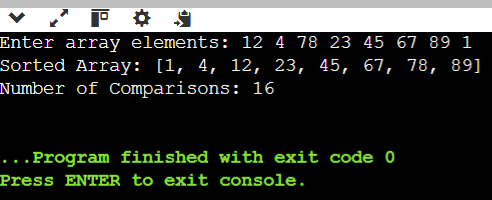 Enter array elements: 12 4 78 23 45 67 89 1
Sorted Array: [1, 4, 12, 23, 45, 67, 78, 89]
Number of Comparisons: 16
...Program finished with exit code 0
Press ENTER to exit console.